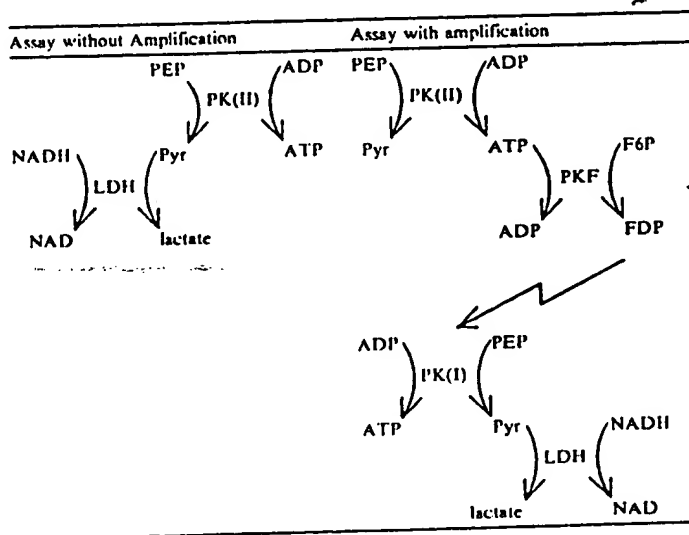 Assay without Amplification Assay with amplification
PEP ADP PEP ADP
PK(II) PK(II)
NADH Pyr ATP Pyr ATP F6P
LDH PKF
NAD lactate ADP FDP
ADP PEP
PK(I)
ATP Pyr NADH
LDH
lactate NAD